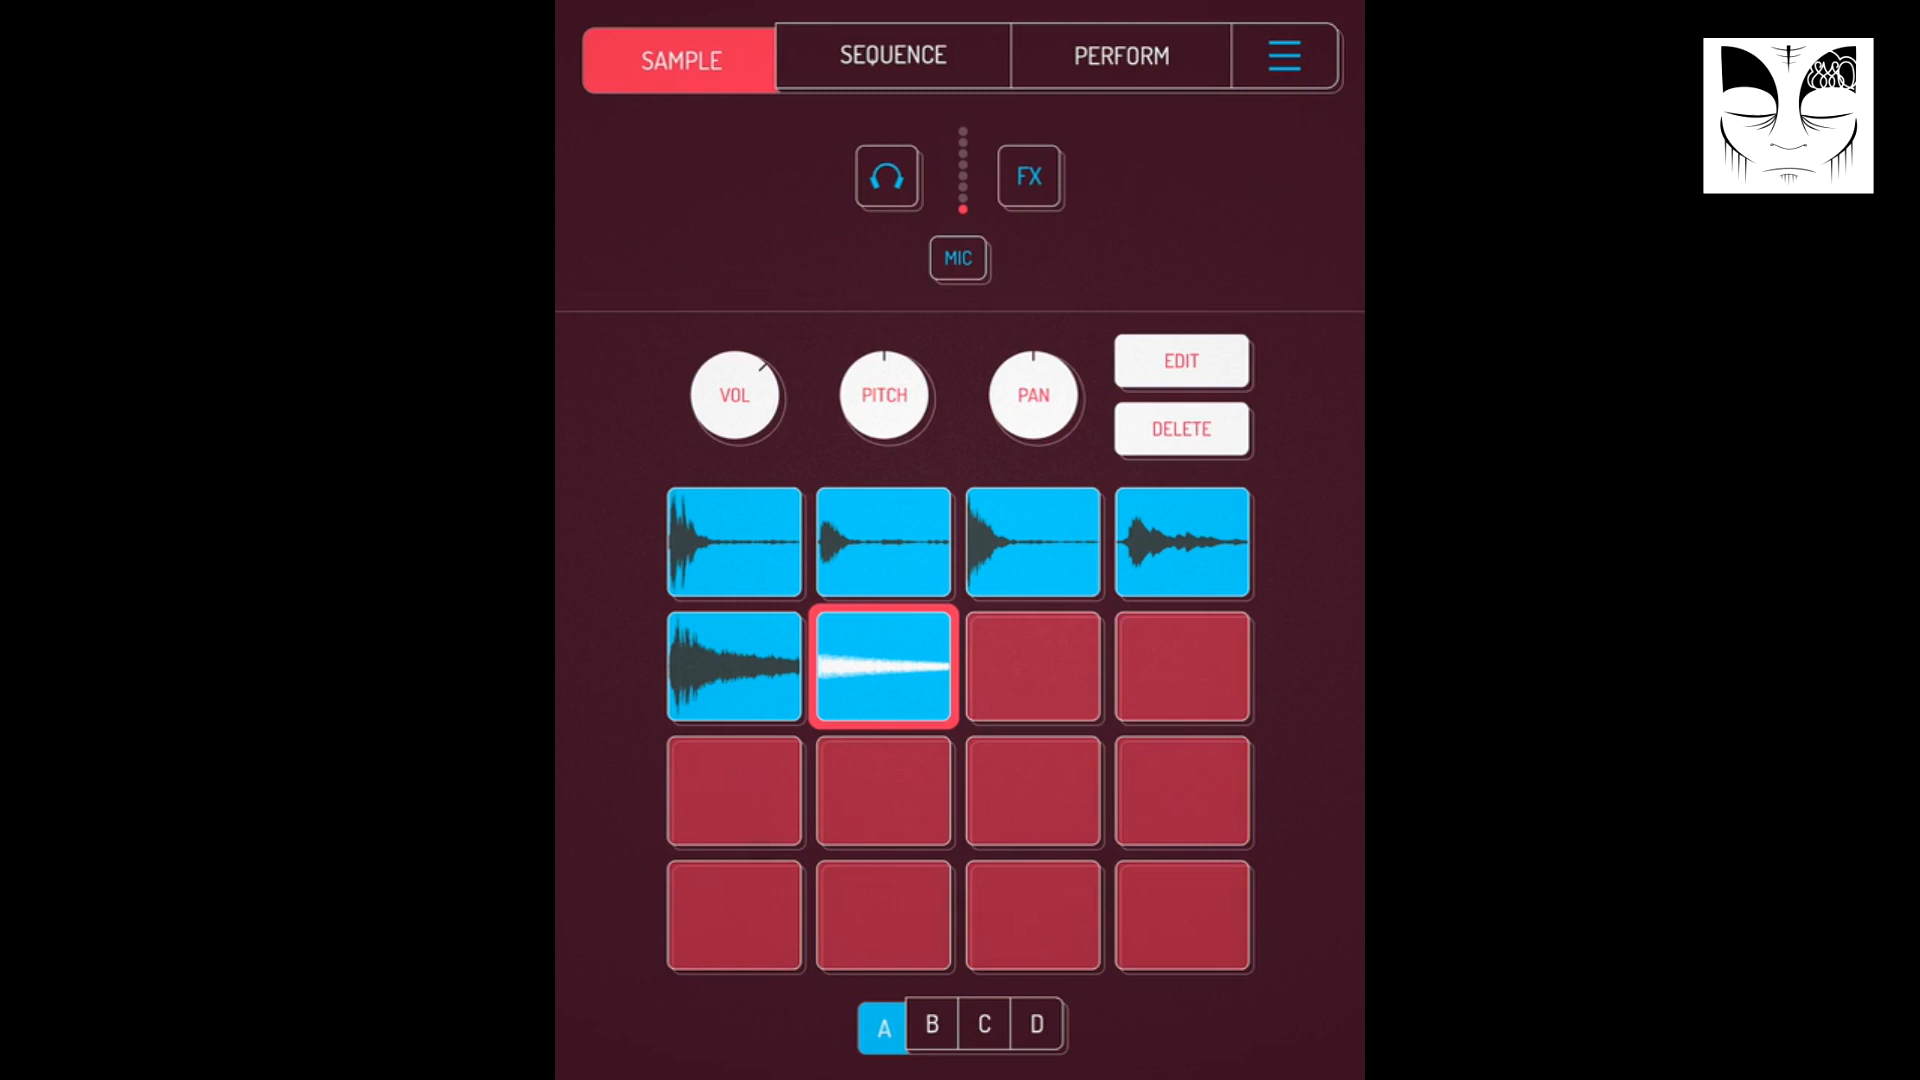 SAMPLE
SEQUENCE
PERFORM
FX
MIC
VOL
PITCH
PAN
EDIT
DELETE
A
B
C
D